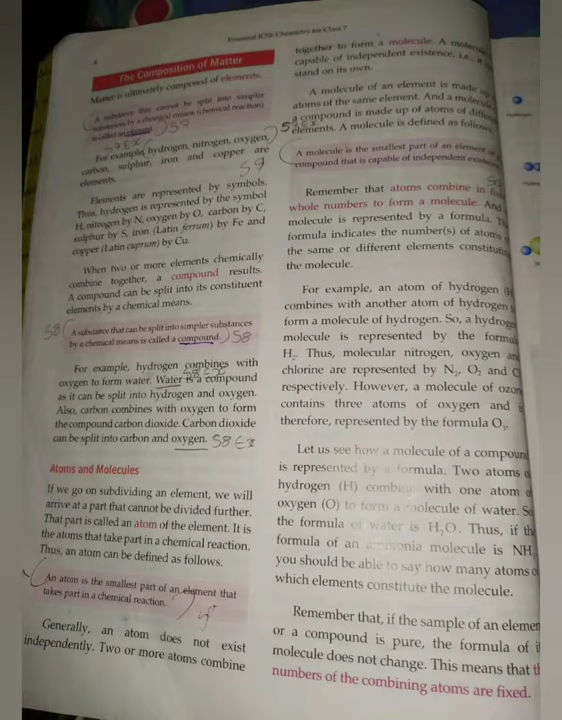 6
Essential ICSE Chemistry for Class 7
The Composition of Matter
Matter is ultimately composed of elements.
A substance that cannot be split into simpler
substances by a chemical means (chemical reaction)
is called an element.
For example, hydrogen, nitrogen, oxygen,
carbon, sulphur, iron and copper are
elements.
Elements are represented by symbols.
Thus, hydrogen is represented by the symbol
H, nitrogen by N, oxygen by O, carbon by C,
sulphur by S, iron (Latin ferrum) by Fe and
copper (Latin cuprum) by Cu.
When two or more elements chemically
combine together, a compound results.
A compound can be split into its constituent
elements by a chemical means.
S8
A substance that can be split into simpler substances
by a chemical means is called a compound. S8
For example, hydrogen combines with
oxygen to form water. Water is a compound
as it can be split into hydrogen and oxygen.
Also, carbon combines with oxygen to form
the compound carbon dioxide. Carbon dioxide
can be split into carbon and oxygen. S8 Ex
Atoms and Molecules
If we go on subdividing an element, we will
arrive at a part that cannot be divided further.
That part is called an atom of the element. It is
the atoms that take part in a chemical reaction.
Thus, an atom can be defined as follows.
An atom is the smallest part of an element that
takes part in a chemical reaction.
Generally, an atom does not exist
independently. Two or more atoms combine
together to form a molecule. A
capable of independent existence, i.e.,
stand on its own.
A molecule of an element is made
atoms of the same element. And a
a compound is made up of atoms of
elements. A molecule is defined as
A molecule is the smallest part of an element
compound that is capable of independent
Remember that atoms combine in
whole numbers to form a molecule. And
molecule is represented by a formula.
formula indicates the number(s) of atoms
the same or different elements
the molecule.
For example, an atom of hydrogen
combines with another atom of hydrogen
form a molecule of hydrogen. So, a
molecule is represented by the
H₂. Thus, molecular nitrogen, oxygen
chlorine are represented by N₂, O₂ and
respectively. However, a molecule of
contains three atoms of oxygen and
therefore, represented by the formula O₃.
Let us see how a molecule of a compound
is represented by a formula. Two atoms
hydrogen (H) combine with one atom
oxygen (O) to form a molecule of water.
the formula of water is H₂O. Thus, if the
formula of an ammonia molecule is NH
you should be able to say how many atoms
which elements constitute the molecule.
Remember that, if the sample of an
or a compound is pure, the formula of
molecule does not change. This means that
numbers of the combining atoms are fixed.